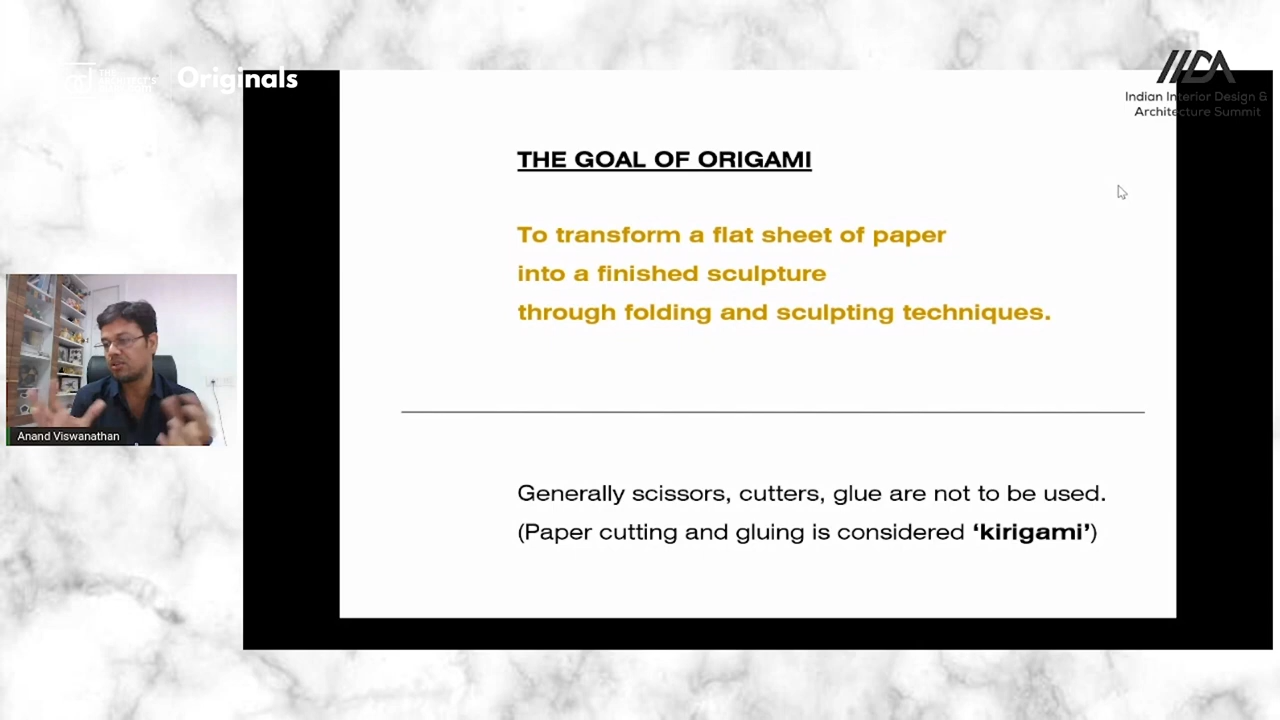 Originals
IIDA
Indian Interior Design &
Architecture Summit
THE GOAL OF ORIGAMI
To transform a flat sheet of paper
into a finished sculpture
through folding and sculpting techniques.
Anand Viswanathan
Generally scissors, cutters, glue are not to be used.
(Paper cutting and gluing is considered ‘kirigami’)